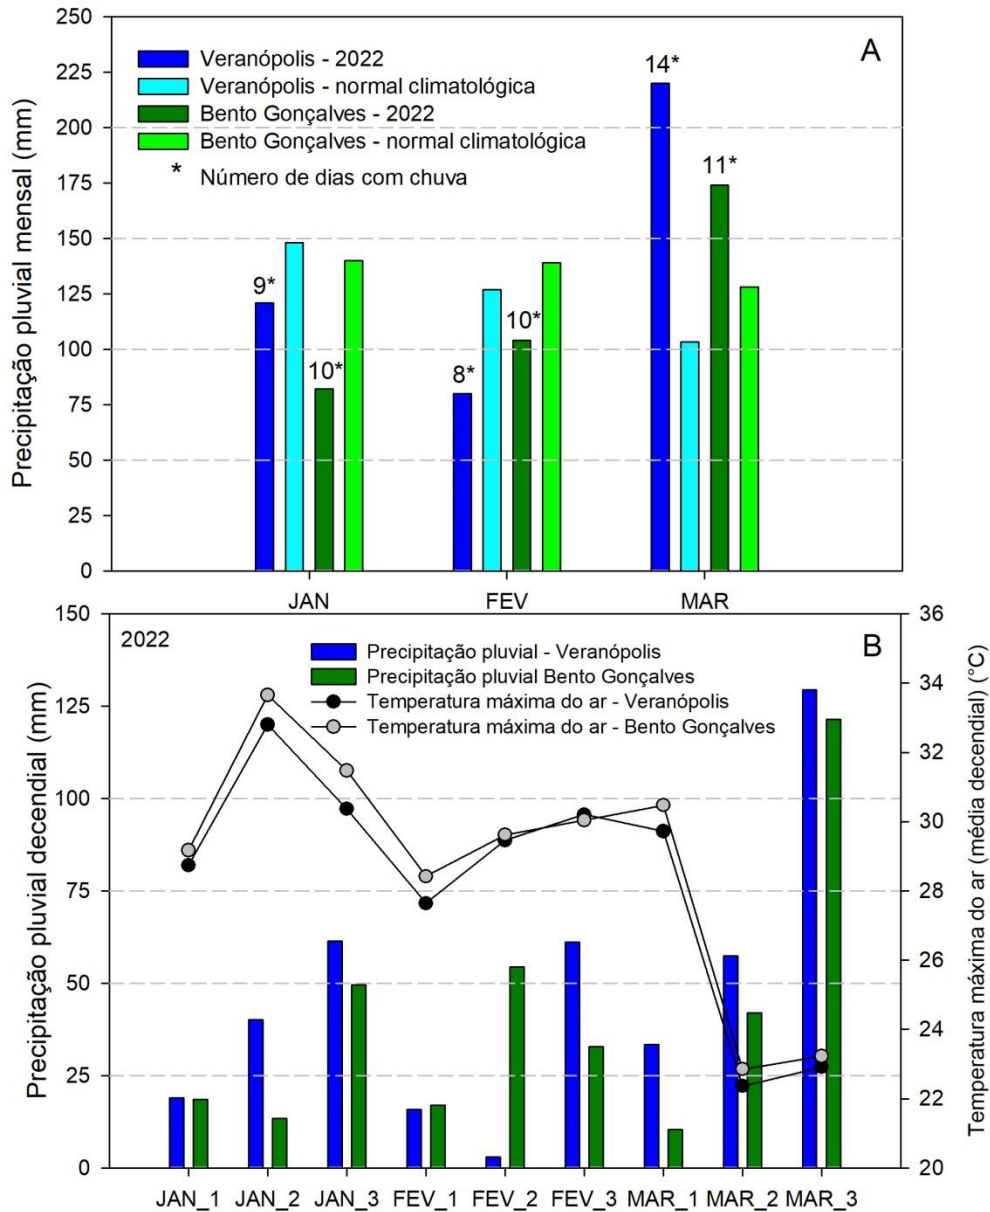 A
Precipitação pluvial mensal (mm)
250
225
200
175
150
125
100
75
50
25
0
Veranópolis - 2022
Veranópolis - normal climatológica
Bento Gonçalves - 2022
Bento Gonçalves - normal climatológica
* Número de dias com chuva
9*
10*
8*
10*
14*
11*
JAN FEV MAR
2022
B
Precipitação pluvial decendial (mm)
150
125
100
75
50
25
0
Precipitação pluvial - Veranópolis
Precipitação pluvial Bento Gonçalves
Temperatura máxima do ar - Veranópolis
Temperatura máxima do ar - Bento Gonçalves
36
34
32
30
28
26
24
22
20
Temperatura máxima do ar (média decendial) (°C)
JAN_1 JAN_2 JAN_3 FEV_1 FEV_2 FEV_3 MAR_1 MAR_2 MAR_3